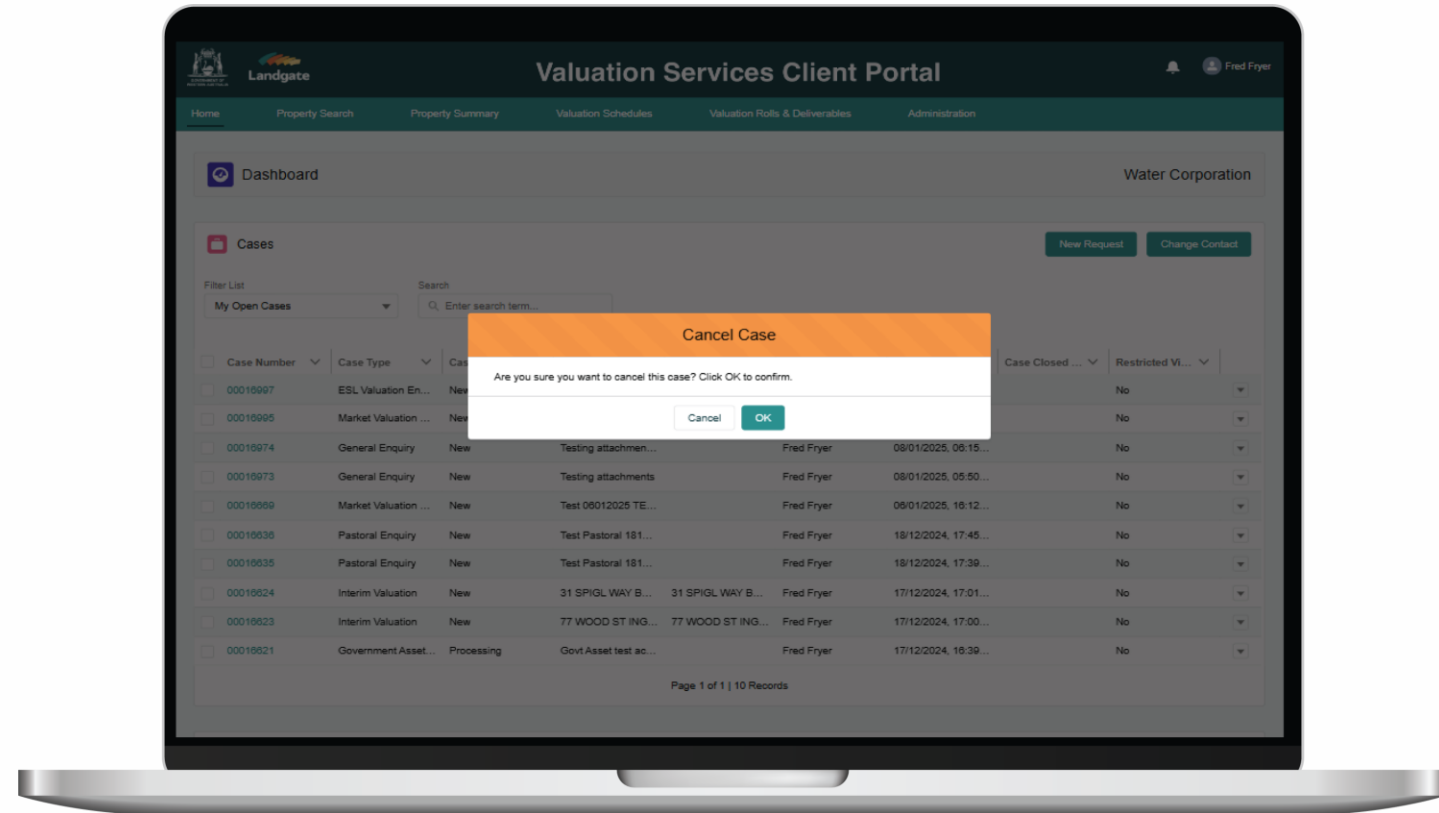 GOVERNMENT OF
WESTERN AUSTRALIA
Landgate
Valuation Services Client Portal
Fred Fryer
Home Property Search Property Summary Valuation Schedules Valuation Rolls & Deliverables Administration
Dashboard Water Corporation
Cases New Request Change Contact
Filter List Search
My Open Cases Enter search term...
Cancel Case
Are you sure you want to cancel this case? Click OK to confirm.
Cancel OK
Case Number Case Type Cas Case Closed ... Restricted Vi...
00016997 ESL Valuation En... New No
00016995 Market Valuation ... New No
00016974 General Enquiry New Testing attachmen... Fred Fryer 08/01/2025, 06:15... No
00016973 General Enquiry New Testing attachments Fred Fryer 08/01/2025, 05:50... No
00016669 Market Valuation ... New Test 06012025 TE... Fred Fryer 06/01/2025, 16:12... No
00016636 Pastoral Enquiry New Test Pastoral 181... Fred Fryer 18/12/2024, 17:45... No
00016635 Pastoral Enquiry New Test Pastoral 181... Fred Fryer 18/12/2024, 17:39... No
00016624 Interim Valuation New 31 SPIGL WAY B... 31 SPIGL WAY B... Fred Fryer 17/12/2024, 17:01... No
00016623 Interim Valuation New 77 WOOD ST ING... 77 WOOD ST ING... Fred Fryer 17/12/2024, 17:00... No
00016621 Government Asset... Processing Govt Asset test ac... Fred Fryer 17/12/2024, 16:39... No
Page 1 of 1 | 10 Records